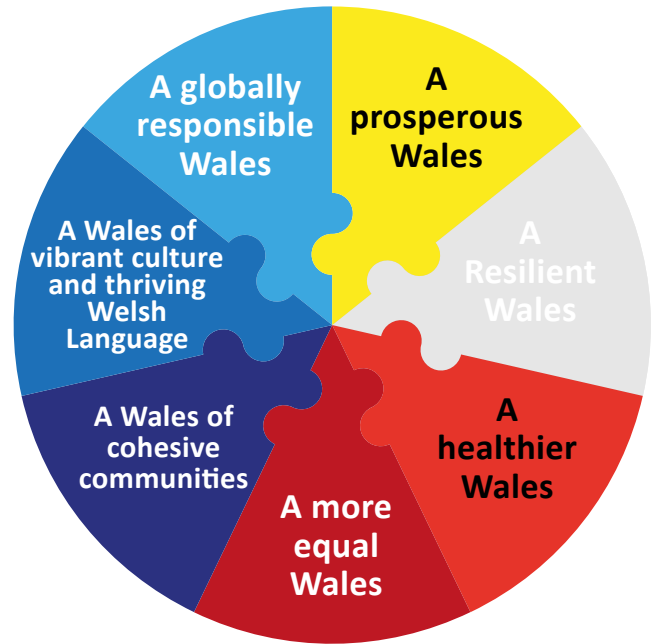 A
prosperous
Wales
A
Resilient
Wales
A
healthier
Wales
A more
equal
Wales
A Wales of
cohesive
communities
A Wales of
vibrant culture
and thriving
Welsh
Language
A globally
responsible
Wales